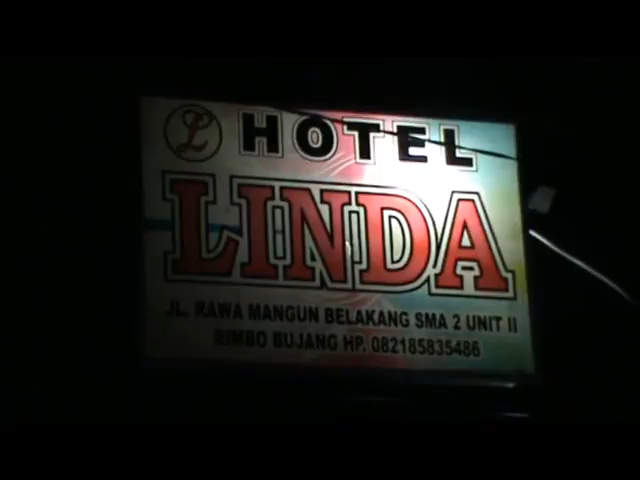 L HOTEL
LINDA
JL. RAWA MANGUN BELAKANG SMA 2 UNIT II
RIMBO BUJANG HP. 082185835486